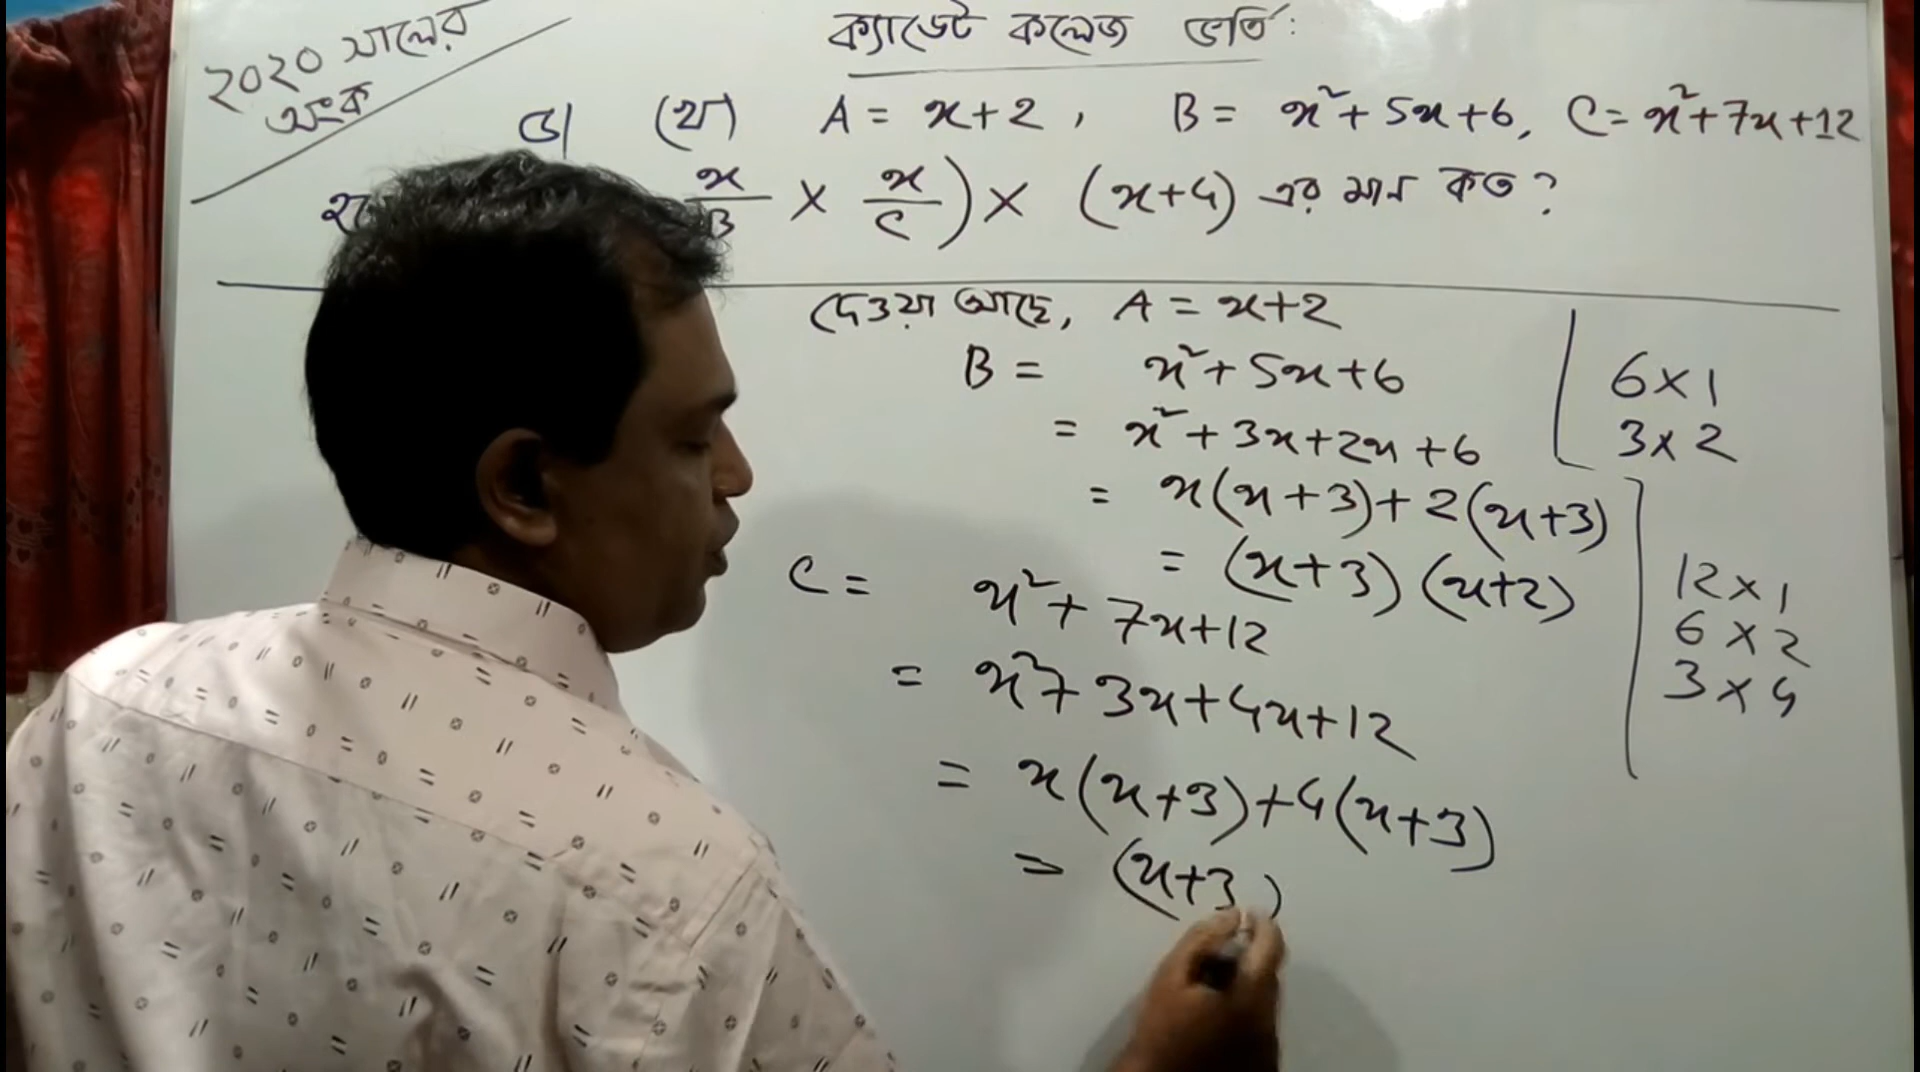 ২০২০ সালের
অংক
ক্যাডেট কলেজ ভর্তি:
৩। (খ) A = x+2, B = x²+5x+6, C = x²+7x+12
x/B × x/C) × (x+4) এর মান কত?
দেওয়া আছে, A = x+2
B = x²+5x+6
= x²+3x+2x+6
= x(x+3)+2(x+3)
= (x+3)(x+2)
6×1
3×2
C = x²+7x+12
= x²+3x+4x+12
= x(x+3)+4(x+3)
= (x+3)
12×1
6×2
3×4